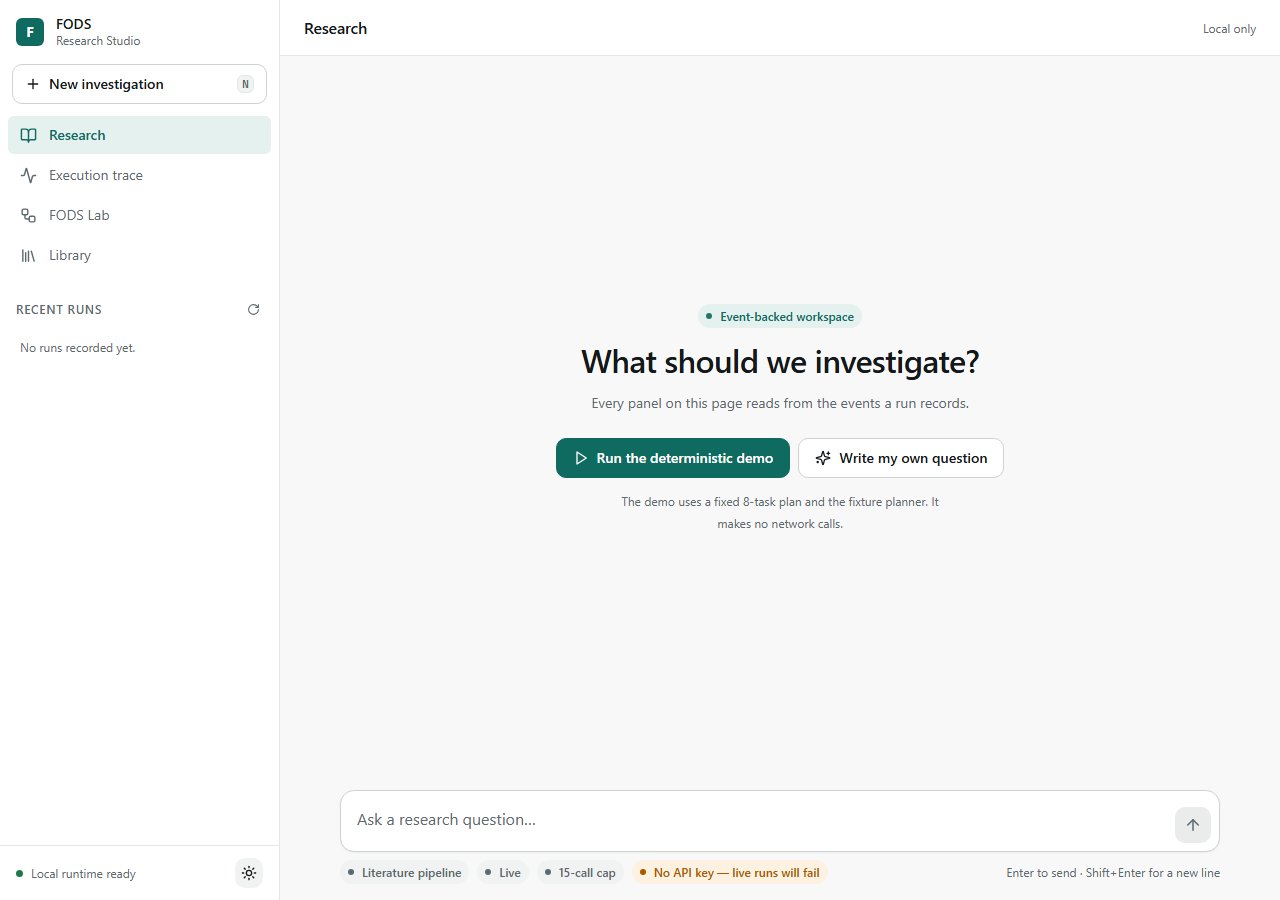 F
FODS
Research Studio
New investigation
N
Research
Execution trace
FODS Lab
Library
RECENT RUNS
No runs recorded yet.
Local runtime ready
Research
Local only
Event-backed workspace
What should we investigate?
Every panel on this page reads from the events a run records.
Run the deterministic demo
Write my own question
The demo uses a fixed 8-task plan and the fixture planner. It
makes no network calls.
Ask a research question...
Literature pipeline
Live
15-call cap
No API key — live runs will fail
Enter to send · Shift+Enter for a new line